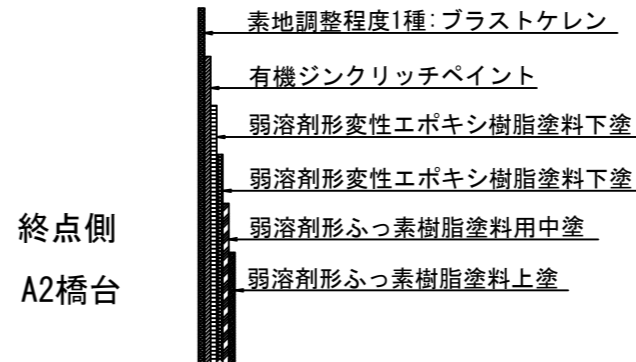 素地調整程度1種：ブラストケレン
有機ジンクリッチペイント
弱溶剤形変性エポキシ樹脂塗料下塗
弱溶剤形変性エポキシ樹脂塗料下塗
弱溶剤形ふっ素樹脂塗料用中塗
弱溶剤形ふっ素樹脂塗料上塗
終点側
A2橋台